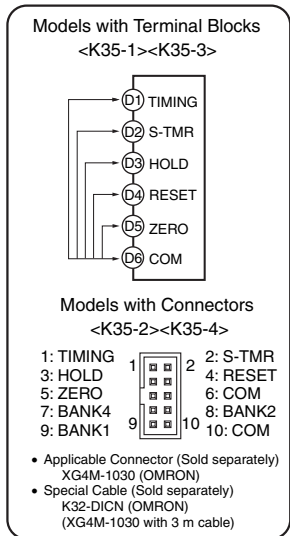 Models with Terminal Blocks
<K35-1><K35-3>
D1 TIMING
D2 S-TMR
D3 HOLD
D4 RESET
D5 ZERO
D6 COM
Models with Connectors
<K35-2><K35-4>
1: TIMING 1 2 2: S-TMR
3: HOLD 4: RESET
5: ZERO 6: COM
7: BANK4 8: BANK2
9: BANK1 9 10 10: COM
• Applicable Connector (Sold separately)
XG4M-1030 (OMRON)
• Special Cable (Sold separately)
K32-DICN (OMRON)
(XG4M-1030 with 3 m cable)